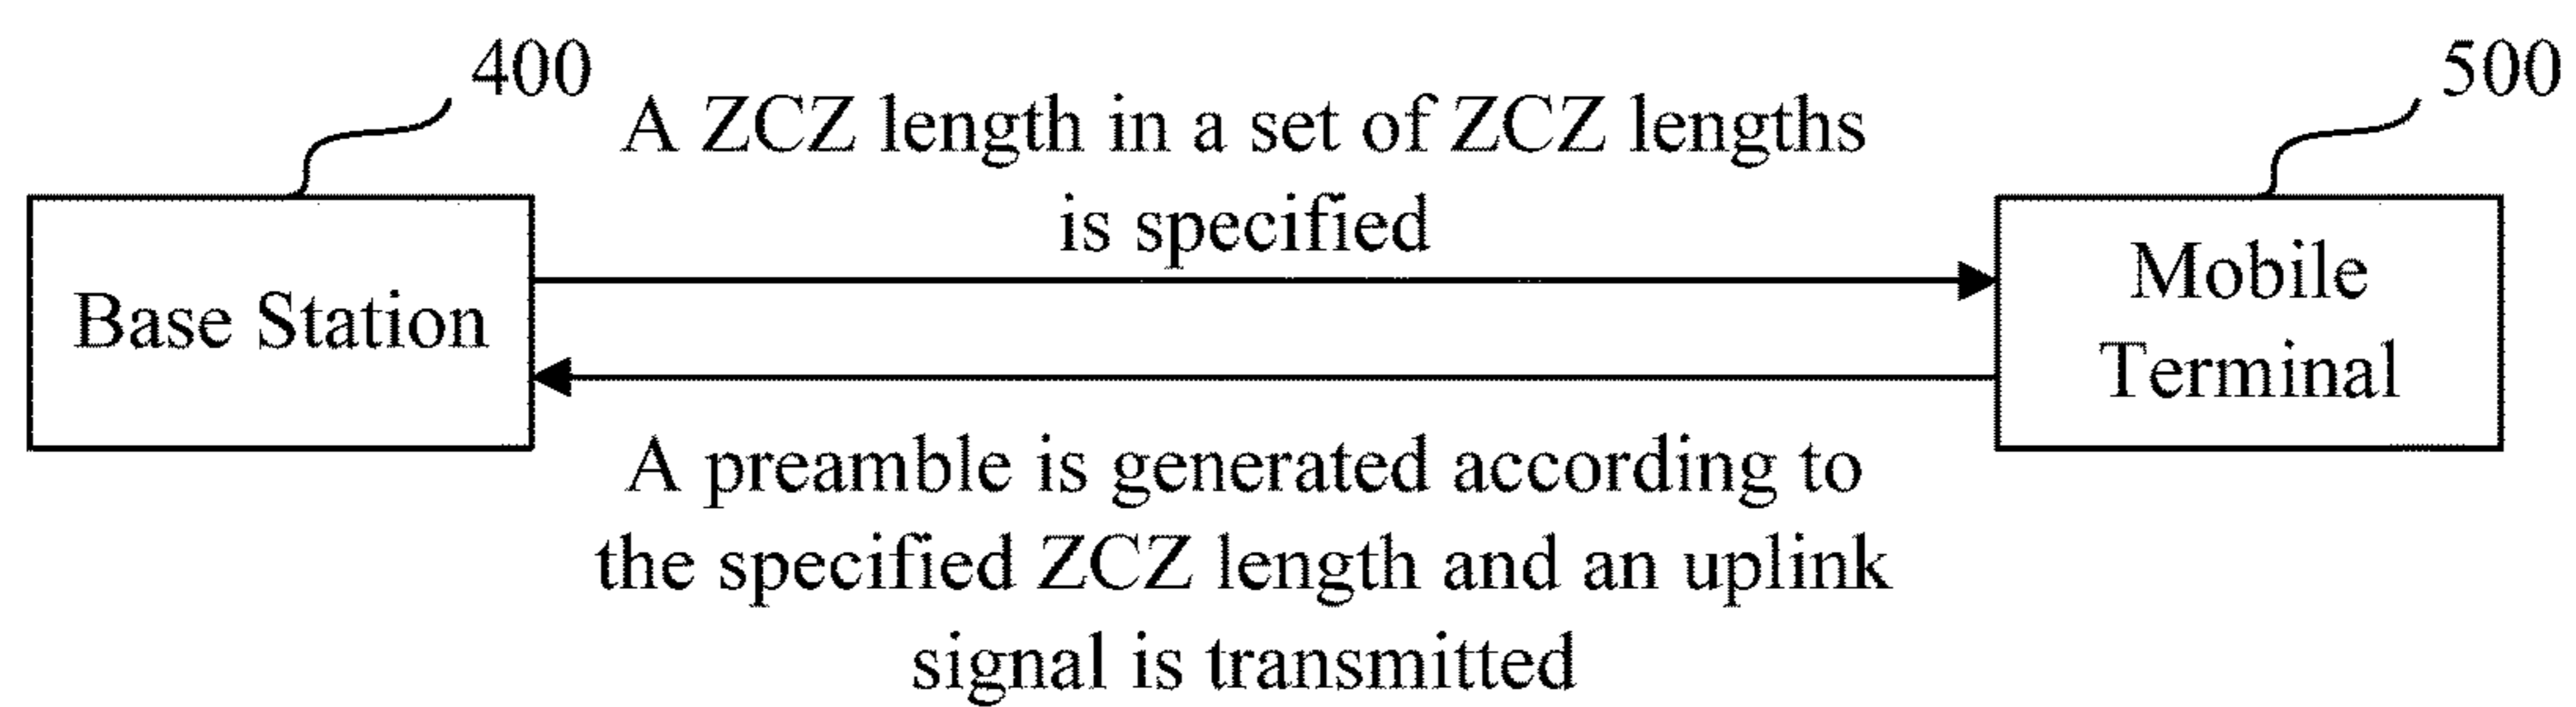 400
500
A ZCZ length in a set of ZCZ lengths
is specified
Base Station
Mobile
Terminal
A preamble is generated according to
the specified ZCZ length and an uplink
signal is transmitted